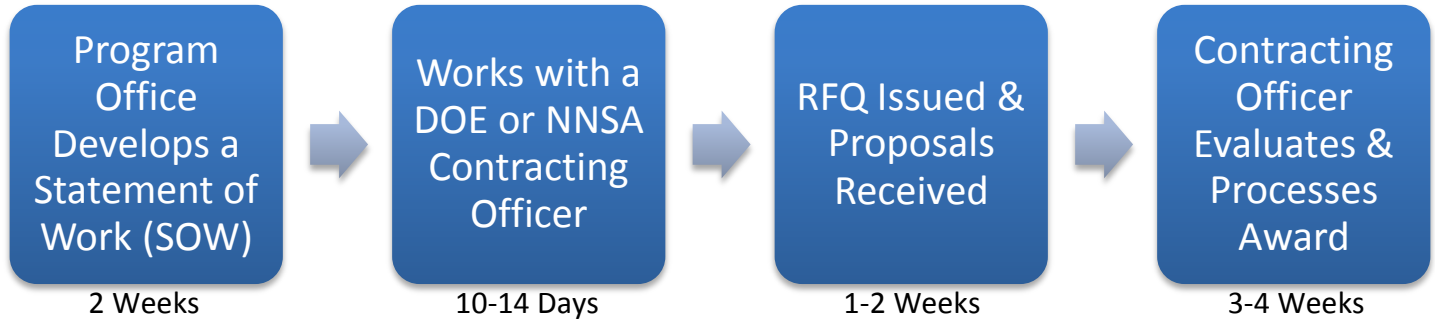 Program
Office
Develops a
Statement of
Work (SOW)
2 Weeks
Works with a
DOE or NNSA
Contracting
Officer
10-14 Days
RFQ Issued &
Proposals
Received
1-2 Weeks
Contracting
Officer
Evaluates &
Processes
Award
3-4 Weeks